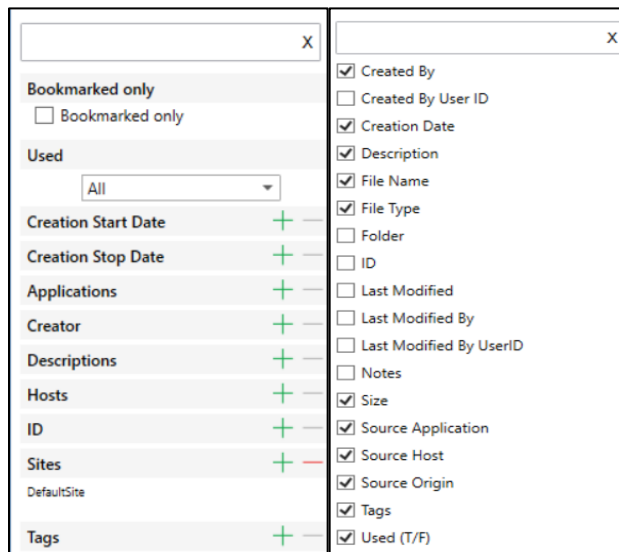 X
Bookmarked only
Bookmarked only
Used
All
Creation Start Date
Creation Stop Date
Applications
Creator
Descriptions
Hosts
ID
Sites
DefaultSite
Tags
X
Created By
Created By User ID
Creation Date
Description
File Name
File Type
Folder
ID
Last Modified
Last Modified By
Last Modified By UserID
Notes
Size
Source Application
Source Host
Source Origin
Tags
Used (T/F)